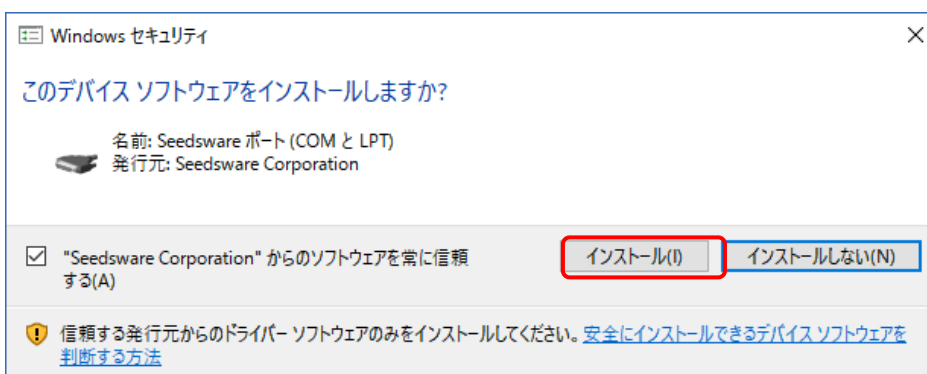 Windows セキュリティ
このデバイス ソフトウェアをインストールしますか?
名前: Seedsware ポート (COM と LPT)
発行元: Seedsware Corporation
"Seedsware Corporation" からのソフトウェアを常に信頼
する(A)
インストール(I)
インストールしない(N)
信頼する発行元からのドライバー ソフトウェアのみをインストールしてください。安全にインストールできるデバイス ソフトウェアを
判断する方法